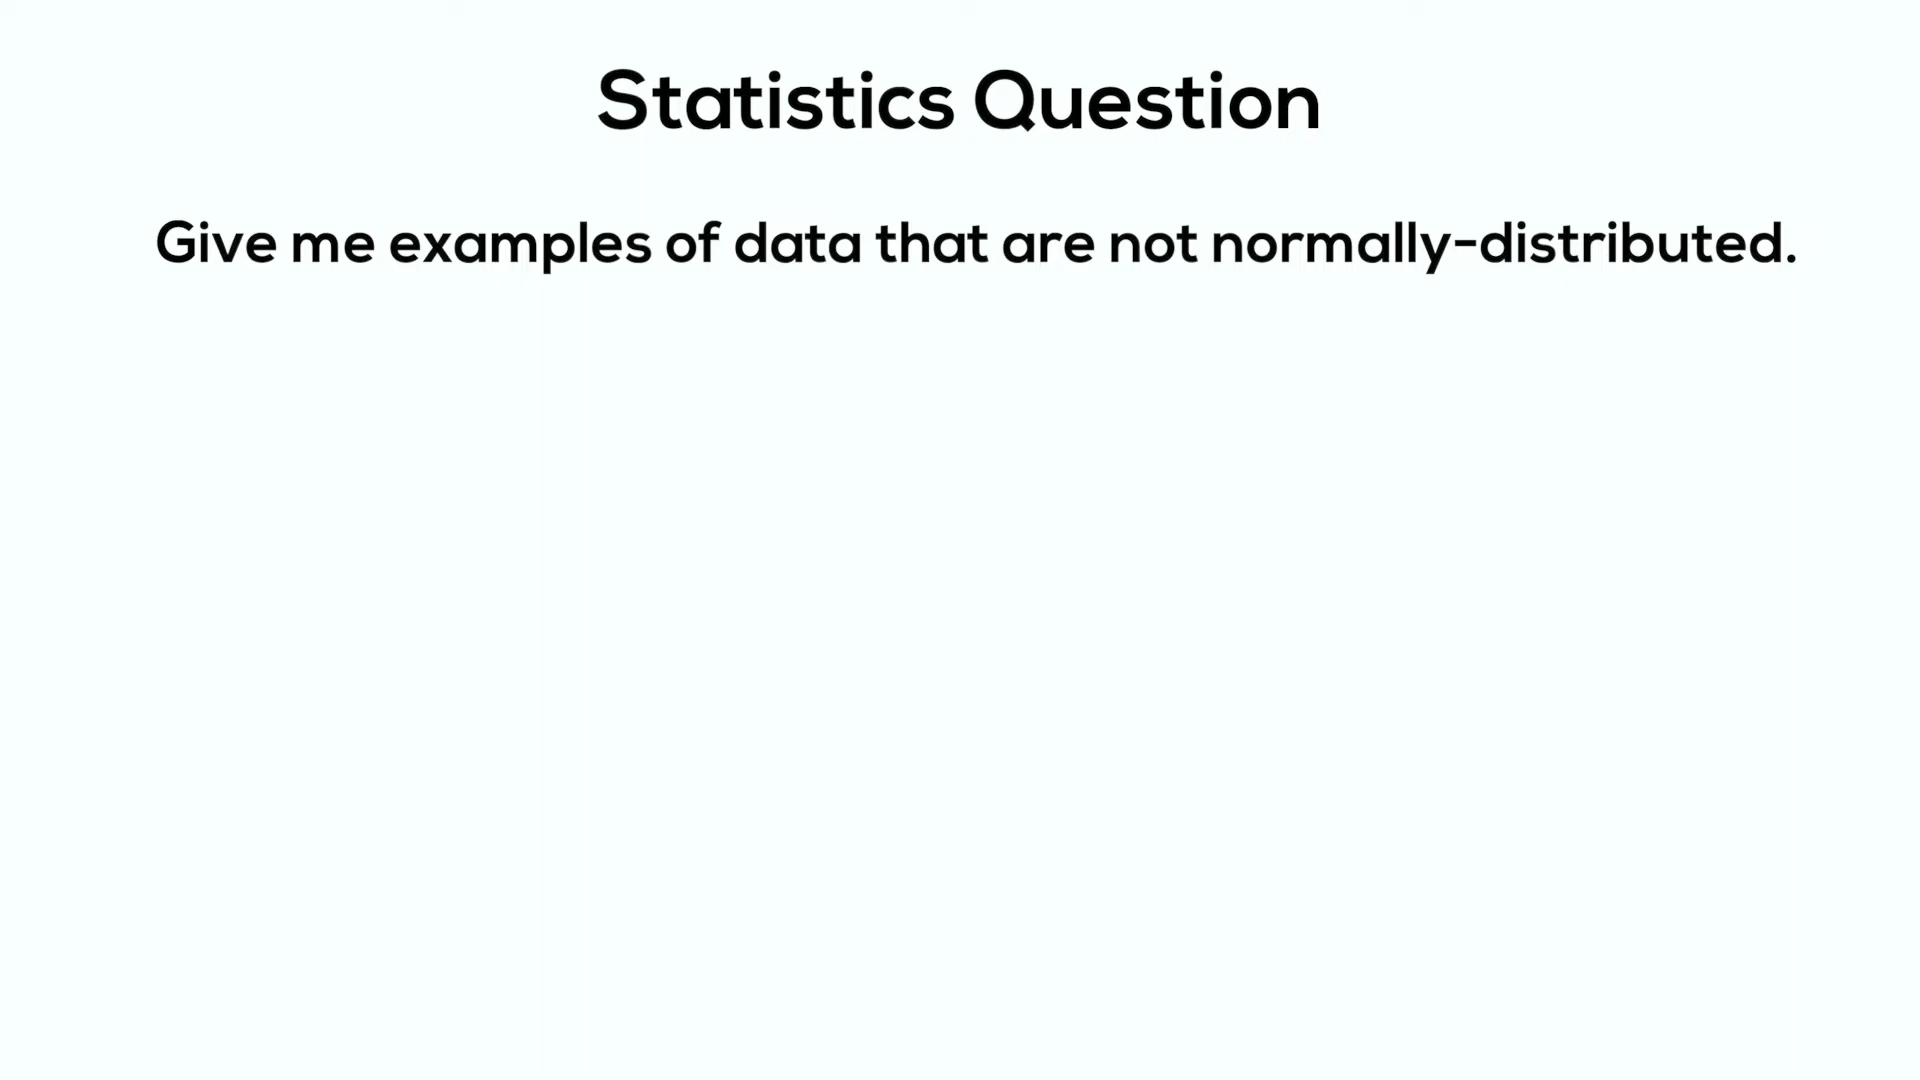 Statistics Question
Give me examples of data that are not normally-distributed.